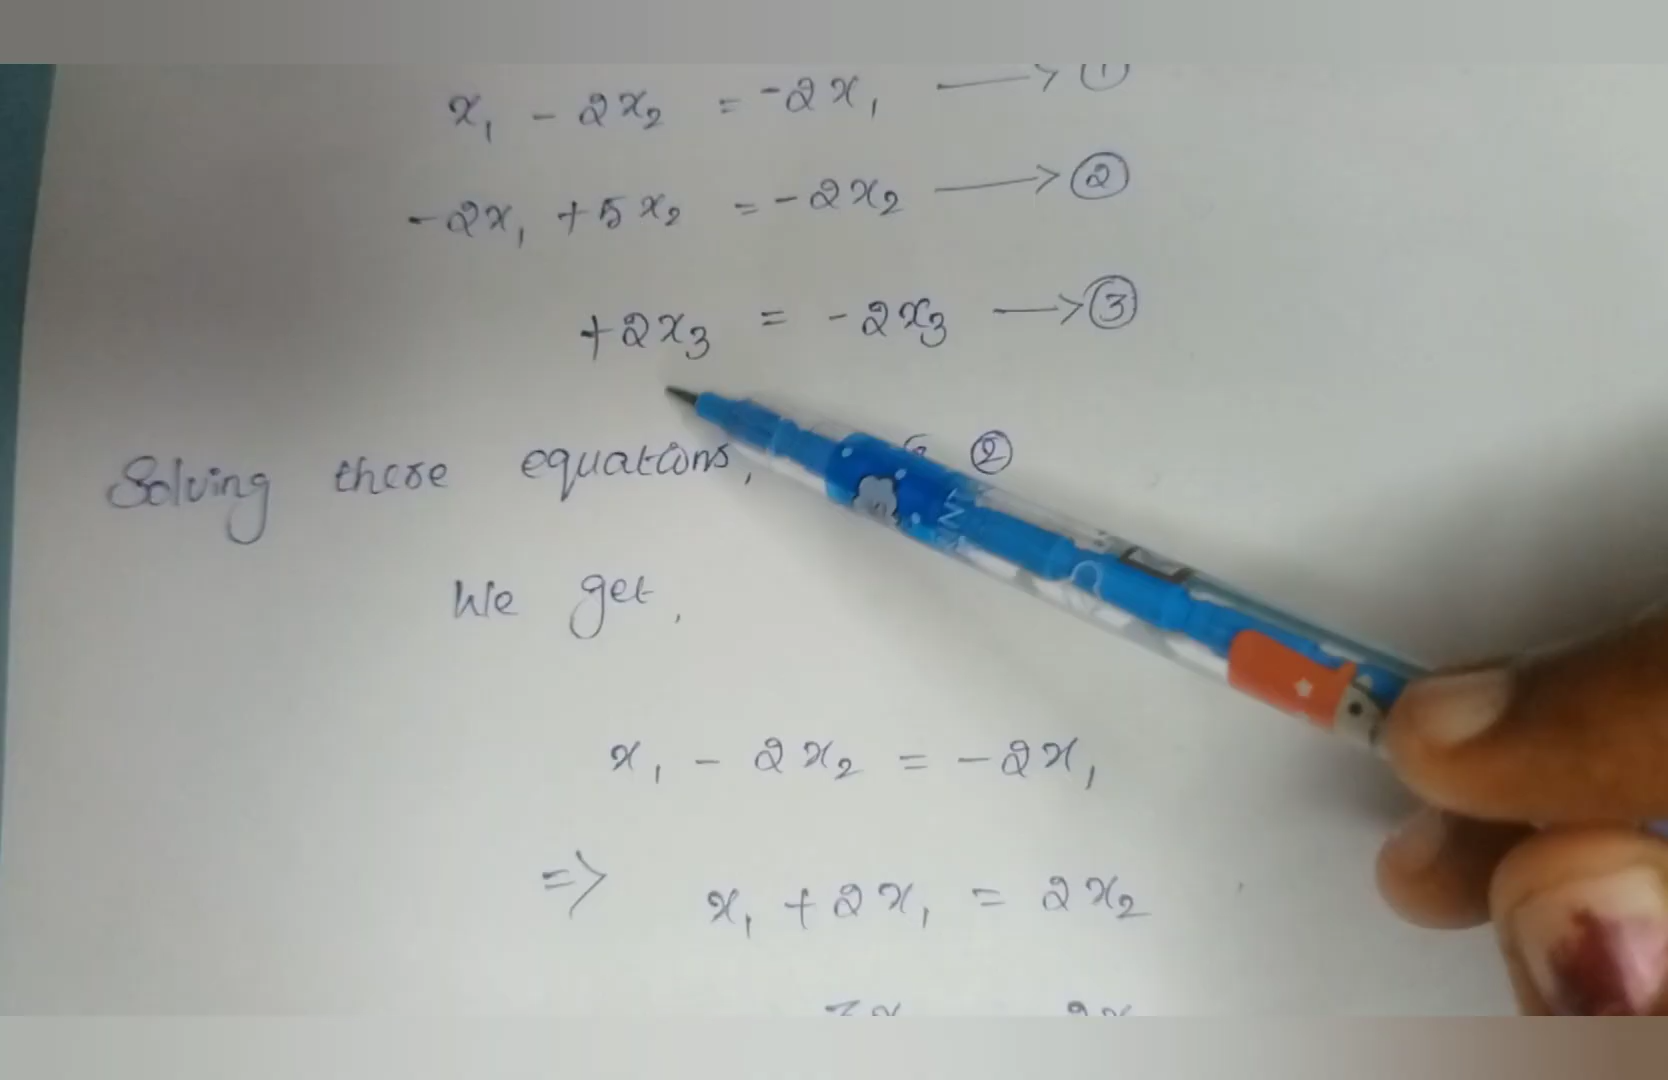 x₁ - 2x₂ = -2x₁ ⟶ ①
-2x₁ + 5x₂ = -2x₂ ⟶ ②
+2x₃ = -2x₃ ⟶ ③
Solving these equations, ②
We get,
x₁ - 2x₂ = -2x₁
=> x₁ + 2x₁ = 2x₂